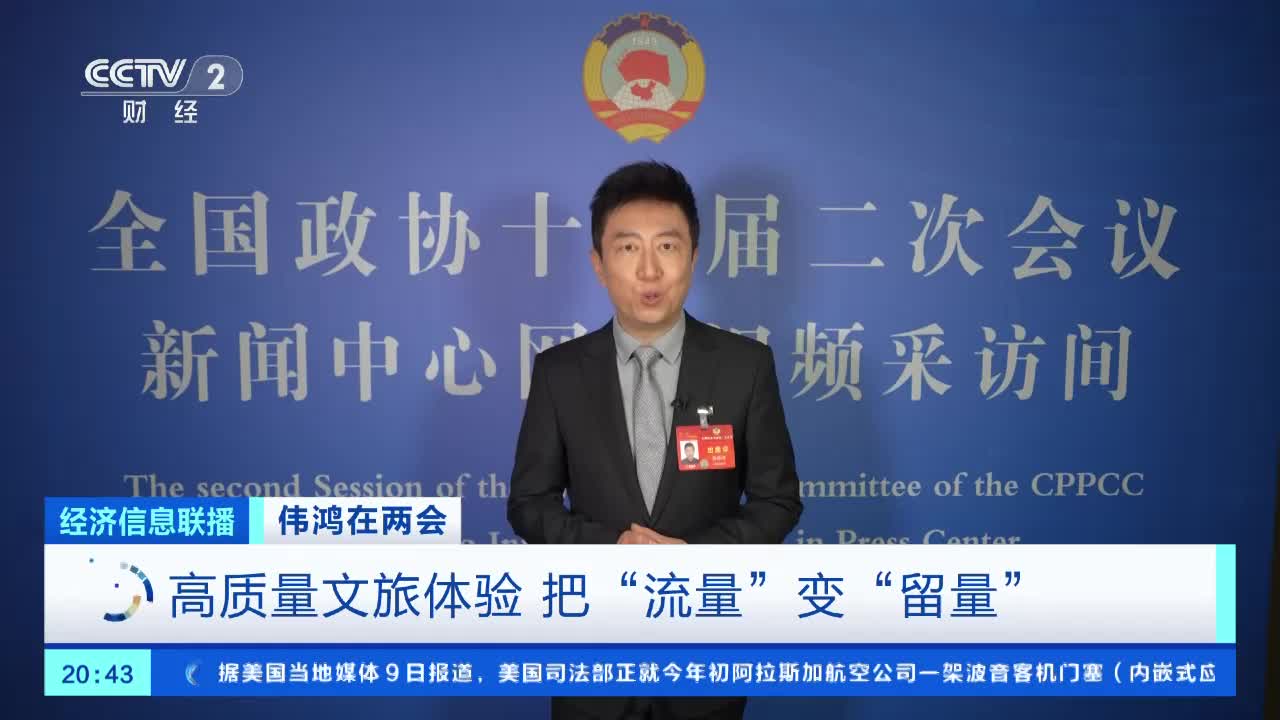 CCTV 2
财 经
1949
全国政协十 届二次会议
新闻中心网 视频采访间
The second Session of the mmittee of the CPPCC
in Press Center
经济信息联播
伟鸿在两会
高质量文旅体验 把“流量”变“留量”
20:43
据美国当地媒体9日报道，美国司法部正就今年初阿拉斯加航空公司一架波音客机门塞（内嵌式应